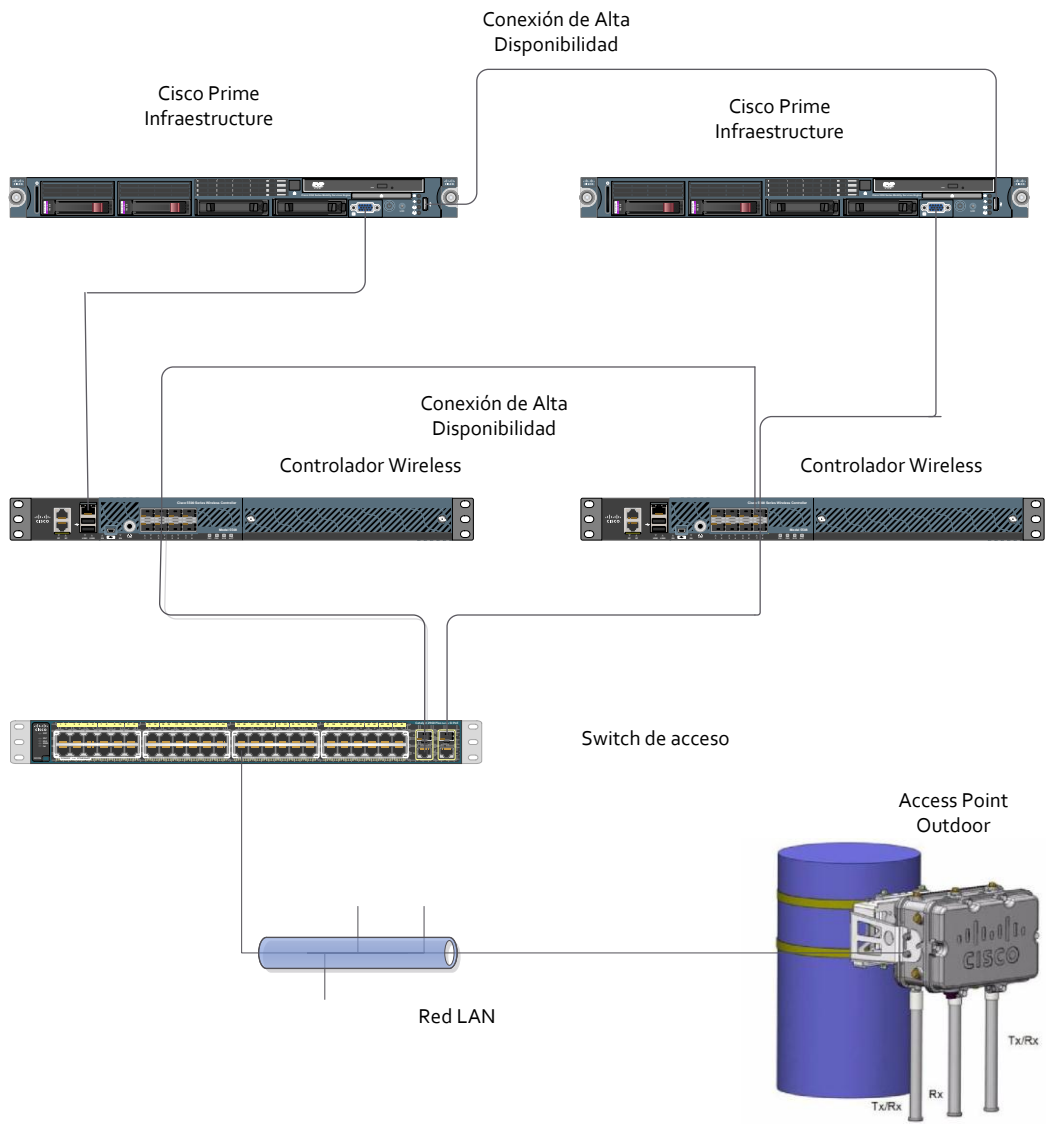 Conexión de Alta
Disponibilidad
Cisco Prime
Infraestructure
Cisco Prime
Infraestructure
Conexión de Alta
Disponibilidad
Controlador Wireless
Controlador Wireless
Switch de acceso
Access Point
Outdoor
CISCO
Red LAN
Tx/Rx
Rx
Tx/Rx